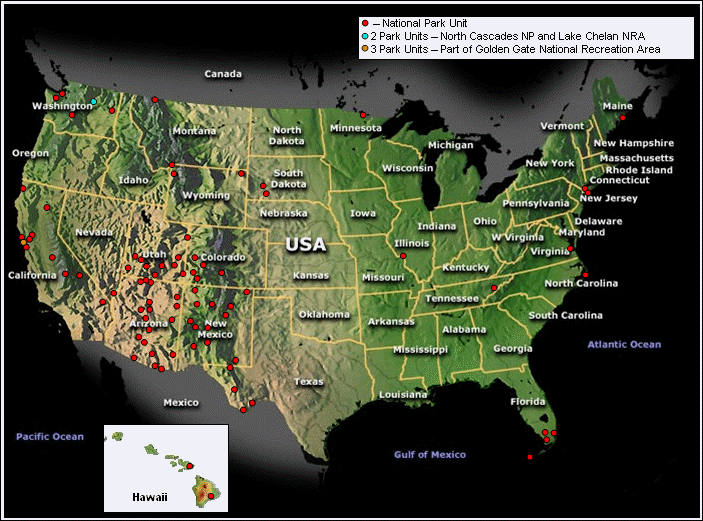 – National Park Unit
2 Park Units – North Cascades NP and Lake Chelan NRA
3 Park Units – Part of Golden Gate National Recreation Area
Canada
Washington
Maine
Montana
North
Dakota
Minnesota
Vermont
Michigan
New Hampshire
Oregon
Massachusetts
New York
Wisconsin
Rhode Island
Idaho
South
Dakota
Connecticut
Wyoming
New Jersey
Pennsylvania
Nebraska
Iowa
Delaware
Ohio
Indiana
Nevada
Maryland
W Virginia
USA
Illinois
Utah
Colorado
Virginia
Kentucky
California
Kansas
Missouri
North Carolina
Tennessee
Oklahoma
South Carolina
Arizona
New
Mexico
Arkansas
Alabama
Mississippi
Georgia
Atlantic Ocean
Texas
Louisiana
Mexico
Florida
Pacific Ocean
Gulf of Mexico
Hawaii